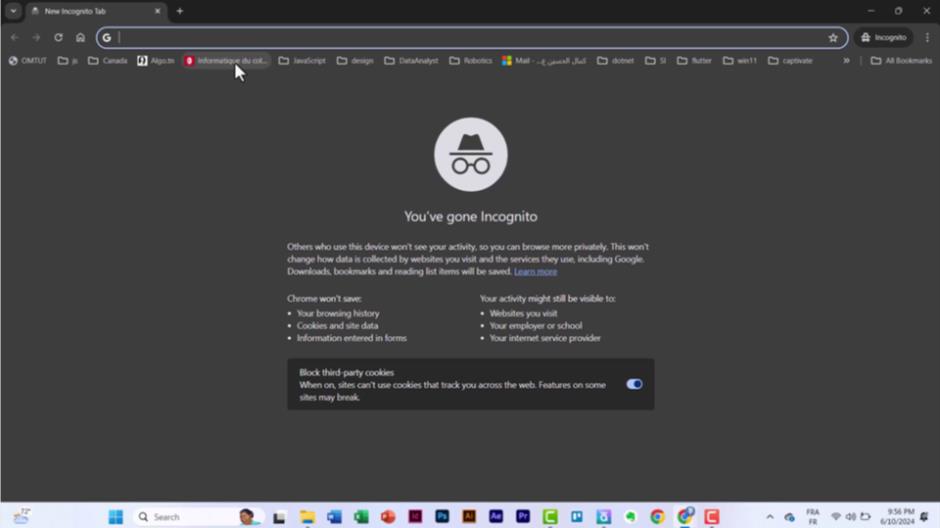 New Incognito Tab
Incognito
OMTUT
js
Canada
Algo.tn
Informatique du col...
JavaScript
design
DataAnalyst
Robotics
Mail - كمال الحسين ع...
dotnet
SI
flutter
win11
captivate
»
All Bookmarks
You've gone Incognito
Others who use this device won't see your activity, so you can browse more privately. This won't
change how data is collected by websites you visit and the services they use, including Google.
Downloads, bookmarks and reading list items will be saved. Learn more
Chrome won't save:
• Your browsing history
• Cookies and site data
• Information entered in forms
Your activity might still be visible to:
• Websites you visit
• Your employer or school
• Your internet service provider
Block third-party cookies
When on, sites can't use cookies that track you across the web. Features on some
sites may break.
72°
Search
FRA
FR
9:56 PM
6/10/2024